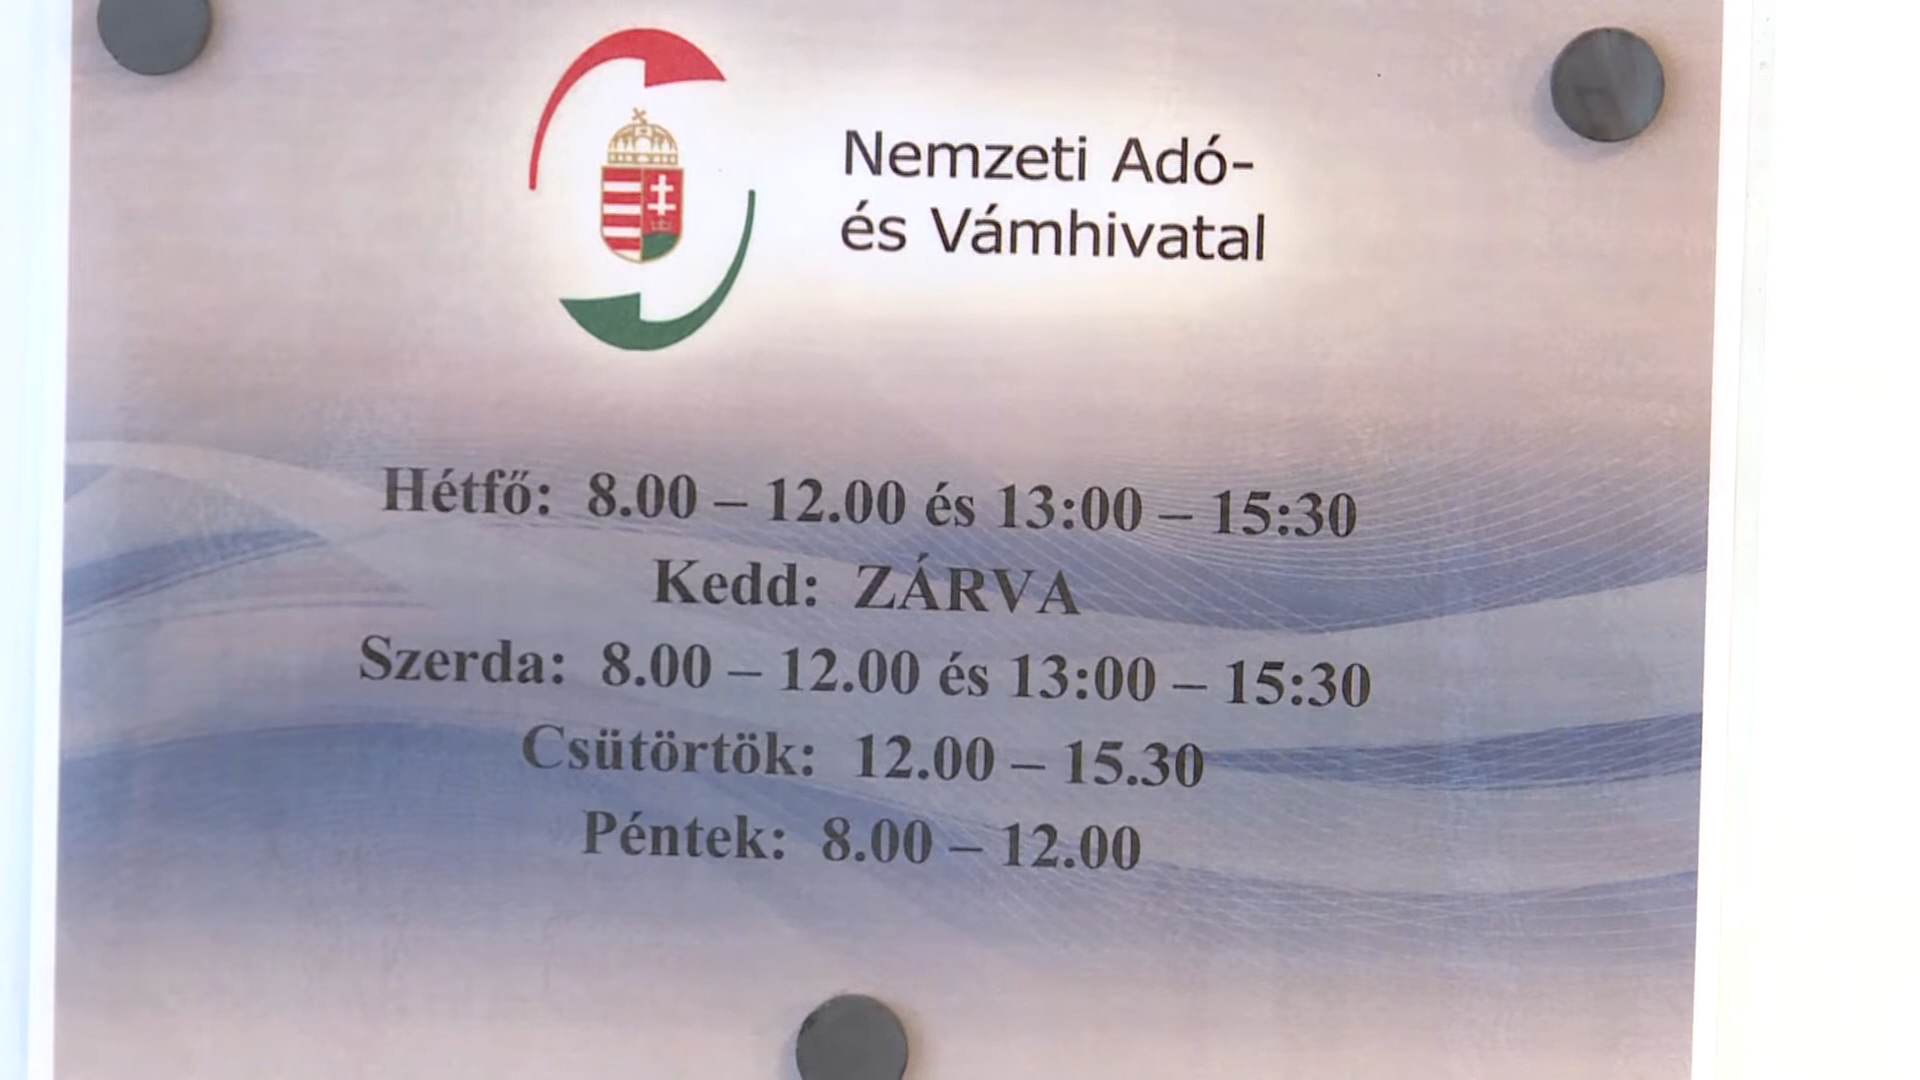 Nemzeti Adó-
és Vámhivatal
Hétfő: 8.00 – 12.00 és 13:00 – 15:30
Kedd: ZÁRVA
Szerda: 8.00 – 12.00 és 13:00 – 15:30
Csütörtök: 12.00 – 15.30
Péntek: 8.00 – 12.00